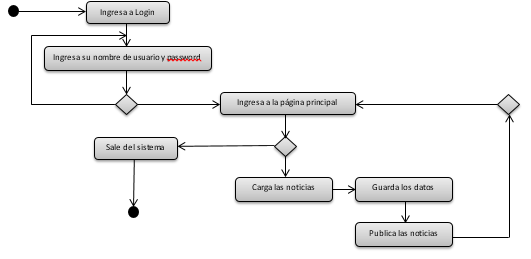 Ingresa a Login
Ingresa su nombre de usuario y password
Ingresa a la página principal
Sale del sistema
Carga las noticias
Guarda los datos
Publica las noticias